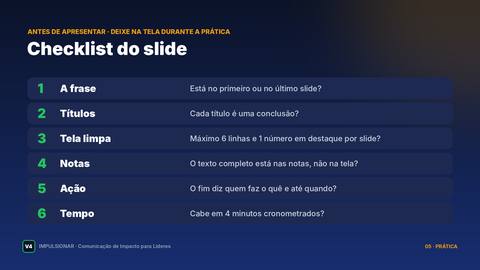 ANTES DE APRESENTAR · DEIXE NA TELA DURANTE A PRÁTICA
Checklist do slide
1 A frase Está no primeiro ou no último slide?
2 Títulos Cada título é uma conclusão?
3 Tela limpa Máximo 6 linhas e 1 número em destaque por slide?
4 Notas O texto completo está nas notas, não na tela?
5 Ação O fim diz quem faz o quê e até quando?
6 Tempo Cabe em 4 minutos cronometrados?
V4 IMPULSIONAR · Comunicação de Impacto para Líderes
05 · PRÁTICA